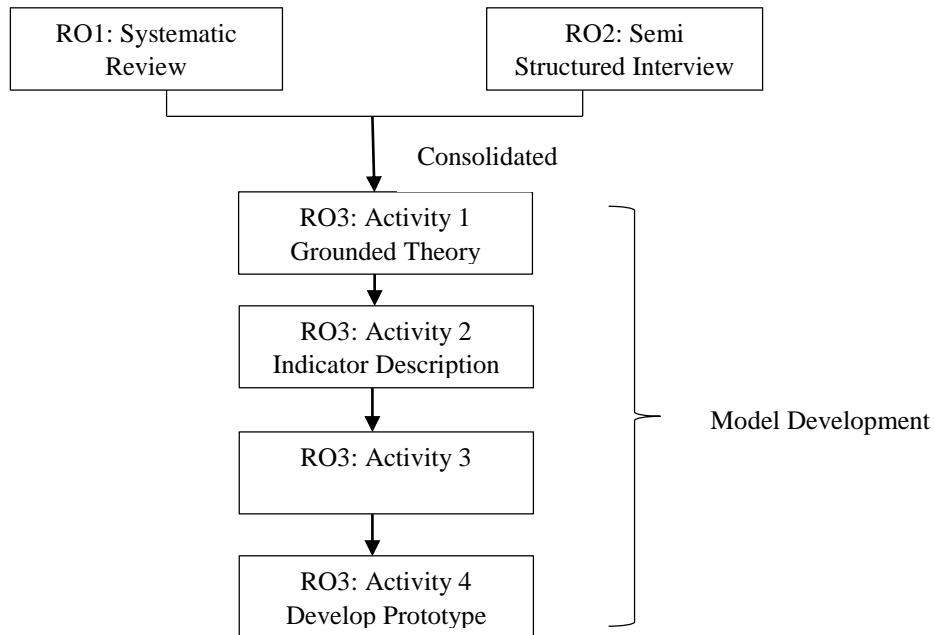 RO1: Systematic
Review
RO2: Semi
Structured Interview
Consolidated
RO3: Activity 1
Grounded Theory
RO3: Activity 2
Indicator Description
RO3: Activity 3
Model Development
RO3: Activity 4
Develop Prototype